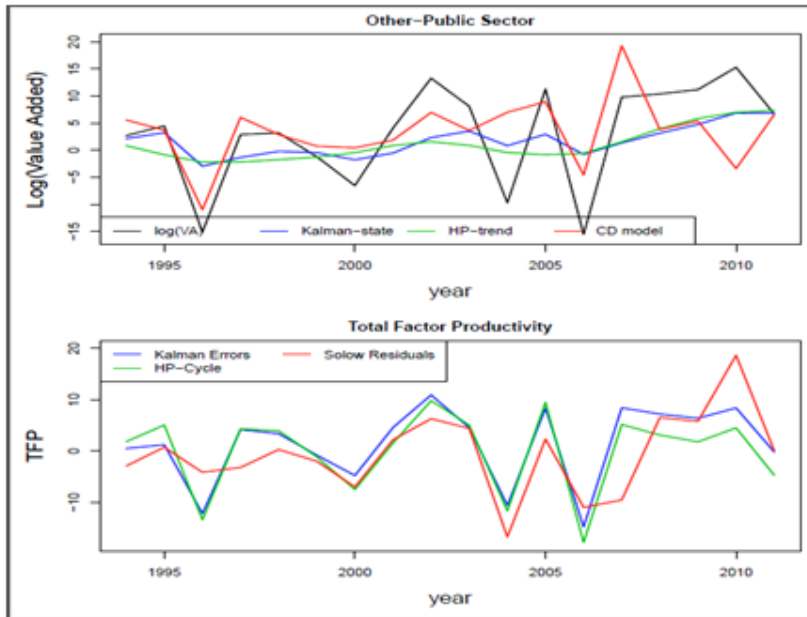 Other-Public Sector
Log(Value Added)
20
15
10
5
0
-5
-15
log(VA) Kalman-state HP-trend CD model
1995 2000 2005 2010
year
Total Factor Productivity
Kalman Errors Solow Residuals
HP-Cycle
TFP
20
10
0
-10
1995 2000 2005 2010
year